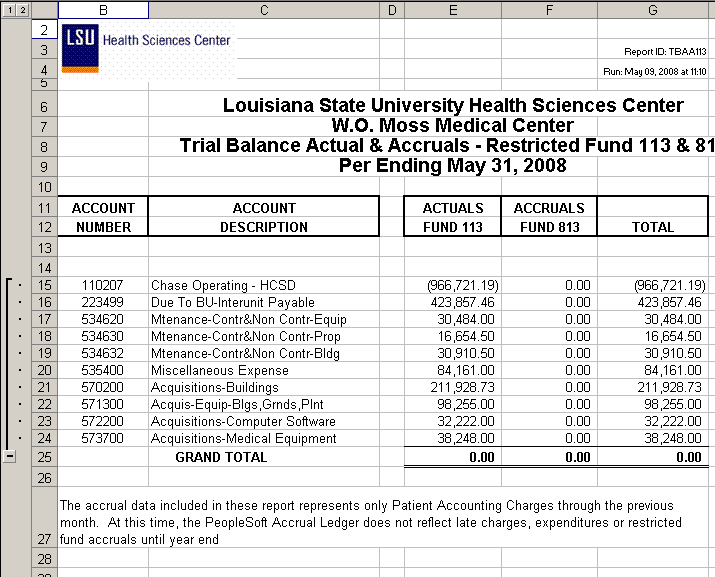 1 2 B C D E F G
2 LSU Health Sciences Center
3 Report ID: TBAA113
4 Run: May 09, 2008 at 11:10
5
6 Louisiana State University Health Sciences Center
7 W.O. Moss Medical Center
8 Trial Balance Actual & Accruals - Restricted Fund 113 & 81
9 Per Ending May 31, 2008
10
11 ACCOUNT ACCOUNT ACTUALS ACCRUALS
12 NUMBER DESCRIPTION FUND 113 FUND 813 TOTAL
13
14
15 110207 Chase Operating - HCSD (966,721.19) 0.00 (966,721.19)
16 223499 Due To BU-Interunit Payable 423,857.46 0.00 423,857.46
17 534620 Mtenance-Contr&Non Contr-Equip 30,484.00 0.00 30,484.00
18 534630 Mtenance-Contr&Non Contr-Prop 16,654.50 0.00 16,654.50
19 534632 Mtenance-Contr&Non Contr-Bldg 30,910.50 0.00 30,910.50
20 535400 Miscellaneous Expense 84,161.00 0.00 84,161.00
21 570200 Acquisitions-Buildings 211,928.73 0.00 211,928.73
22 571300 Acquis-Equip-Blgs,Grnds,Plnt 98,255.00 0.00 98,255.00
23 572200 Acquisitions-Computer Software 32,222.00 0.00 32,222.00
24 573700 Acquisitions-Medical Equipment 38,248.00 0.00 38,248.00
25 GRAND TOTAL 0.00 0.00 0.00
26
The accrual data included in these report represents only Patient Accounting Charges through the previous
month. At this time, the PeopleSoft Accrual Ledger does not reflect late charges, expenditures or restricted
27 fund accruals until year end
28